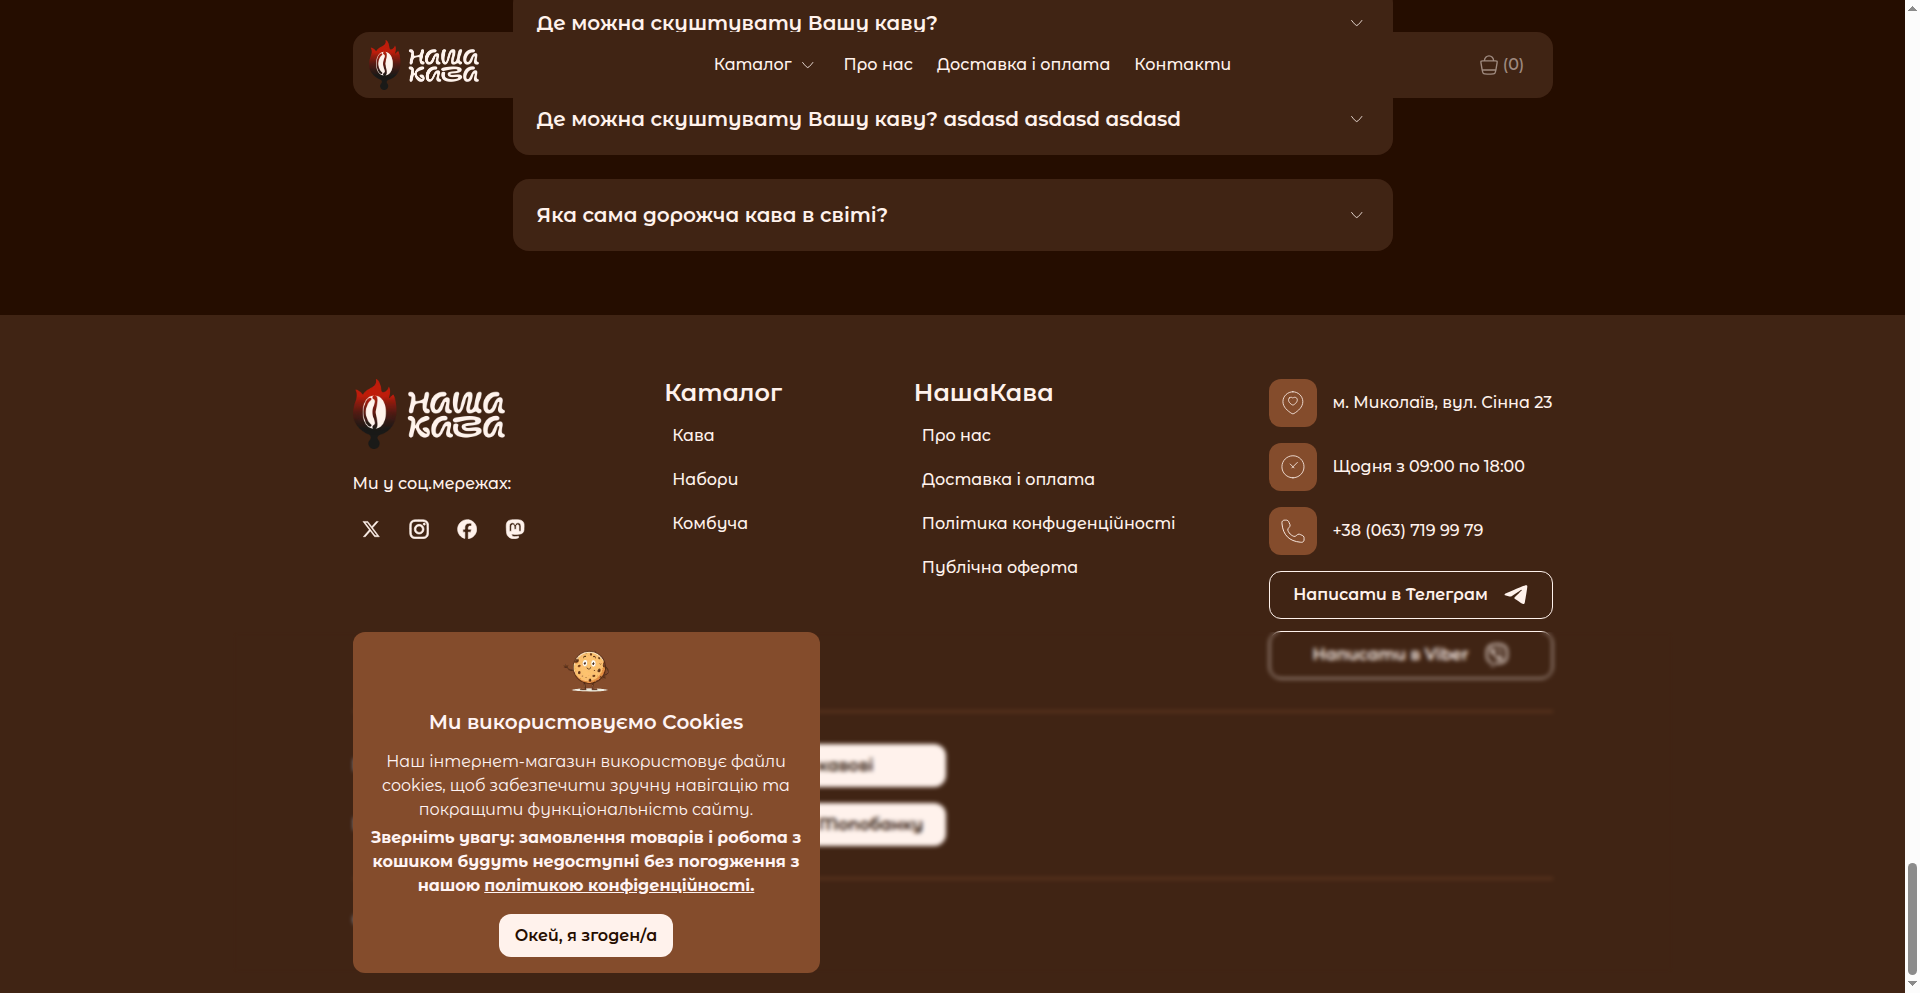 Де можна скуштувату Вашу каву?
Наша Кава
Каталог
Про нас
Доставка і оплата
Контакти
(0)
Де можна скуштувату Вашу каву? asdasd asdasd asdasd
Яка сама дорожча кава в світі?
Наша
Кава
Ми у соц.мережах:
Каталог
Кава
Набори
Комбуча
НашаКава
Про нас
Доставка і оплата
Політика конфиденційності
Публічна оферта
м. Миколаїв, вул. Сінна 23
Щодня з 09:00 по 18:00
+38 (063) 719 99 79
Написати в Телеграм
Написати в Viber
Ми використовуємо Cookies
Наш інтернет-магазин використовує файли
cookies, щоб забезпечити зручну навігацію та
покращити функціональність сайту.
Зверніть увагу: замовлення товарів і робота з
кошиком будуть недоступні без погодження з
нашою політикою конфіденційності.
Окей, я згоден/а